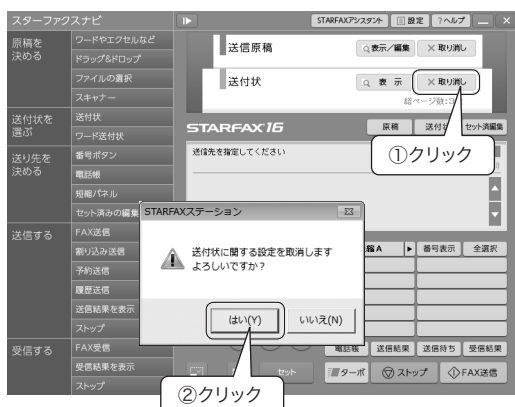 スターファクスナビ
STARFAXアシスタント 設定 ?ヘルプ
原稿を
決める
ワードやエクセルなど
ドラッグ&ドロップ
ファイルの選択
スキャナー
送付状を
選ぶ
送付状
ワード送付状
送り先を
決める
番号ボタン
電話帳
短縮パネル
セット済みの編集
送信する
FAX送信
割り込み送信
予約送信
履歴送信
送信結果を表示
ストップ
受信する
FAX受信
受信結果を表示
ストップ
送信原稿 表示/編集 ×取り消し
送付状 表示 ×取り消し
総ページ数:3
STARFAX'16 原稿 送付状 セット済編集
①クリック
送信先を指定してください
STARFAXステーション
送付状に関する設定を取消します
よろしいですか?
はい(Y) いいえ(N)
A 番号表示 全選択
②クリック
電話帳 送信結果 送信待ち 受信結果
セット ターボ ストップ FAX送信